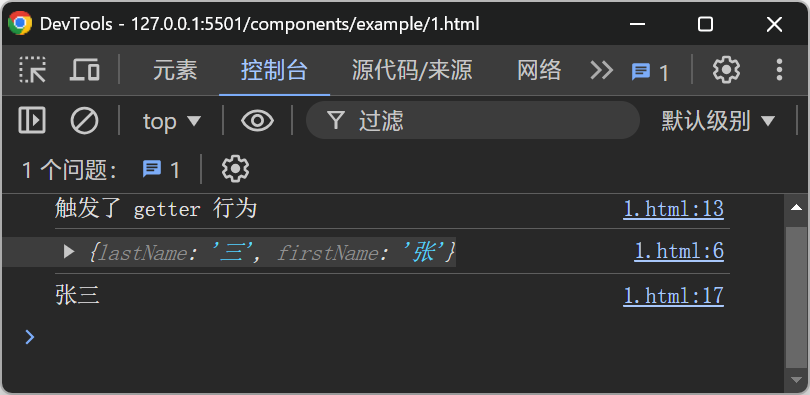 DevTools - 127.0.0.1:5501/components/example/1.html
元素 控制台 源代码/来源 网络 1
top 过滤 默认级别
1 个问题: 1
触发了 getter 行为 1.html:13
{lastName: '三', firstName: '张'} 1.html:6
张三 1.html:17